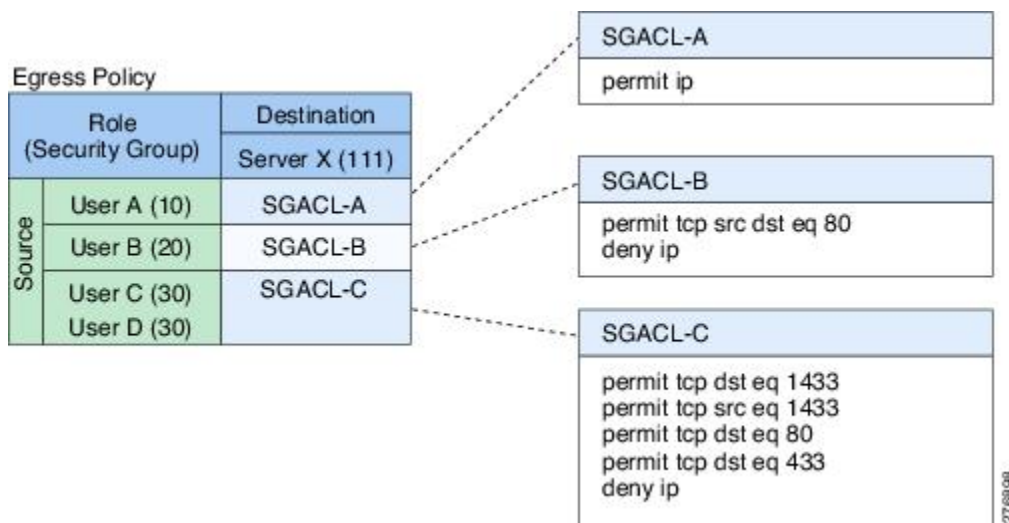 Egress Policy
Role
(Security Group)
Destination
Server X (111)
Source
User A (10)
SGACL-A
User B (20)
SGACL-B
User C (30)
User D (30)
SGACL-C
SGACL-A
permit ip
SGACL-B
permit tcp src dst eq 80
deny ip
SGACL-C
permit tcp dst eq 1433
permit tcp src eq 1433
permit tcp dst eq 80
permit tcp dst eq 433
deny ip